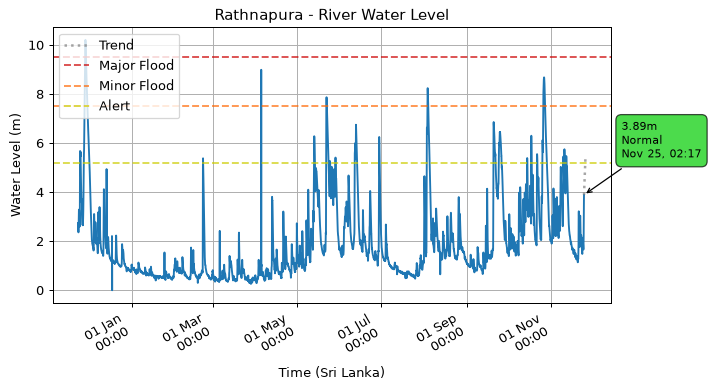 Rathnapura - River Water Level
Trend
Major Flood
Minor Flood
Alert
3.89m
Normal
Nov 25, 02:17
Water Level (m)
10
8
6
4
2
0
01 Jan
00:00
01 Mar
00:00
01 May
00:00
01 Jul
00:00
01 Sep
00:00
01 Nov
00:00
Time (Sri Lanka)